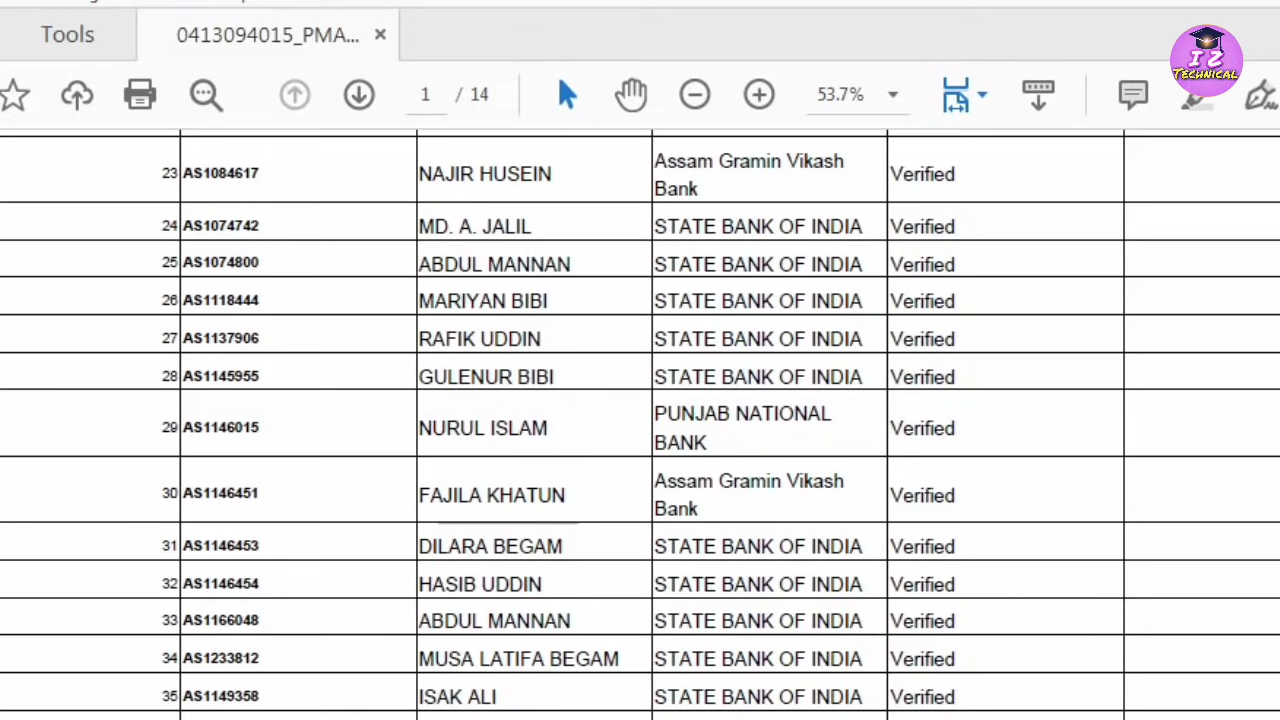 Tools 0413094015_PMA... ×
1 / 14 53.7%
I Z
Technical
23 AS1084617 NAJIR HUSEIN Assam Gramin Vikash Bank Verified
24 AS1074742 MD. A. JALIL STATE BANK OF INDIA Verified
25 AS1074800 ABDUL MANNAN STATE BANK OF INDIA Verified
26 AS1118444 MARIYAN BIBI STATE BANK OF INDIA Verified
27 AS1137906 RAFIK UDDIN STATE BANK OF INDIA Verified
28 AS1145955 GULENUR BIBI STATE BANK OF INDIA Verified
29 AS1146015 NURUL ISLAM PUNJAB NATIONAL BANK Verified
30 AS1146451 FAJILA KHATUN Assam Gramin Vikash Bank Verified
31 AS1146453 DILARA BEGAM STATE BANK OF INDIA Verified
32 AS1146454 HASIB UDDIN STATE BANK OF INDIA Verified
33 AS1166048 ABDUL MANNAN STATE BANK OF INDIA Verified
34 AS1233812 MUSA LATIFA BEGAM STATE BANK OF INDIA Verified
35 AS1149358 ISAK ALI STATE BANK OF INDIA Verified